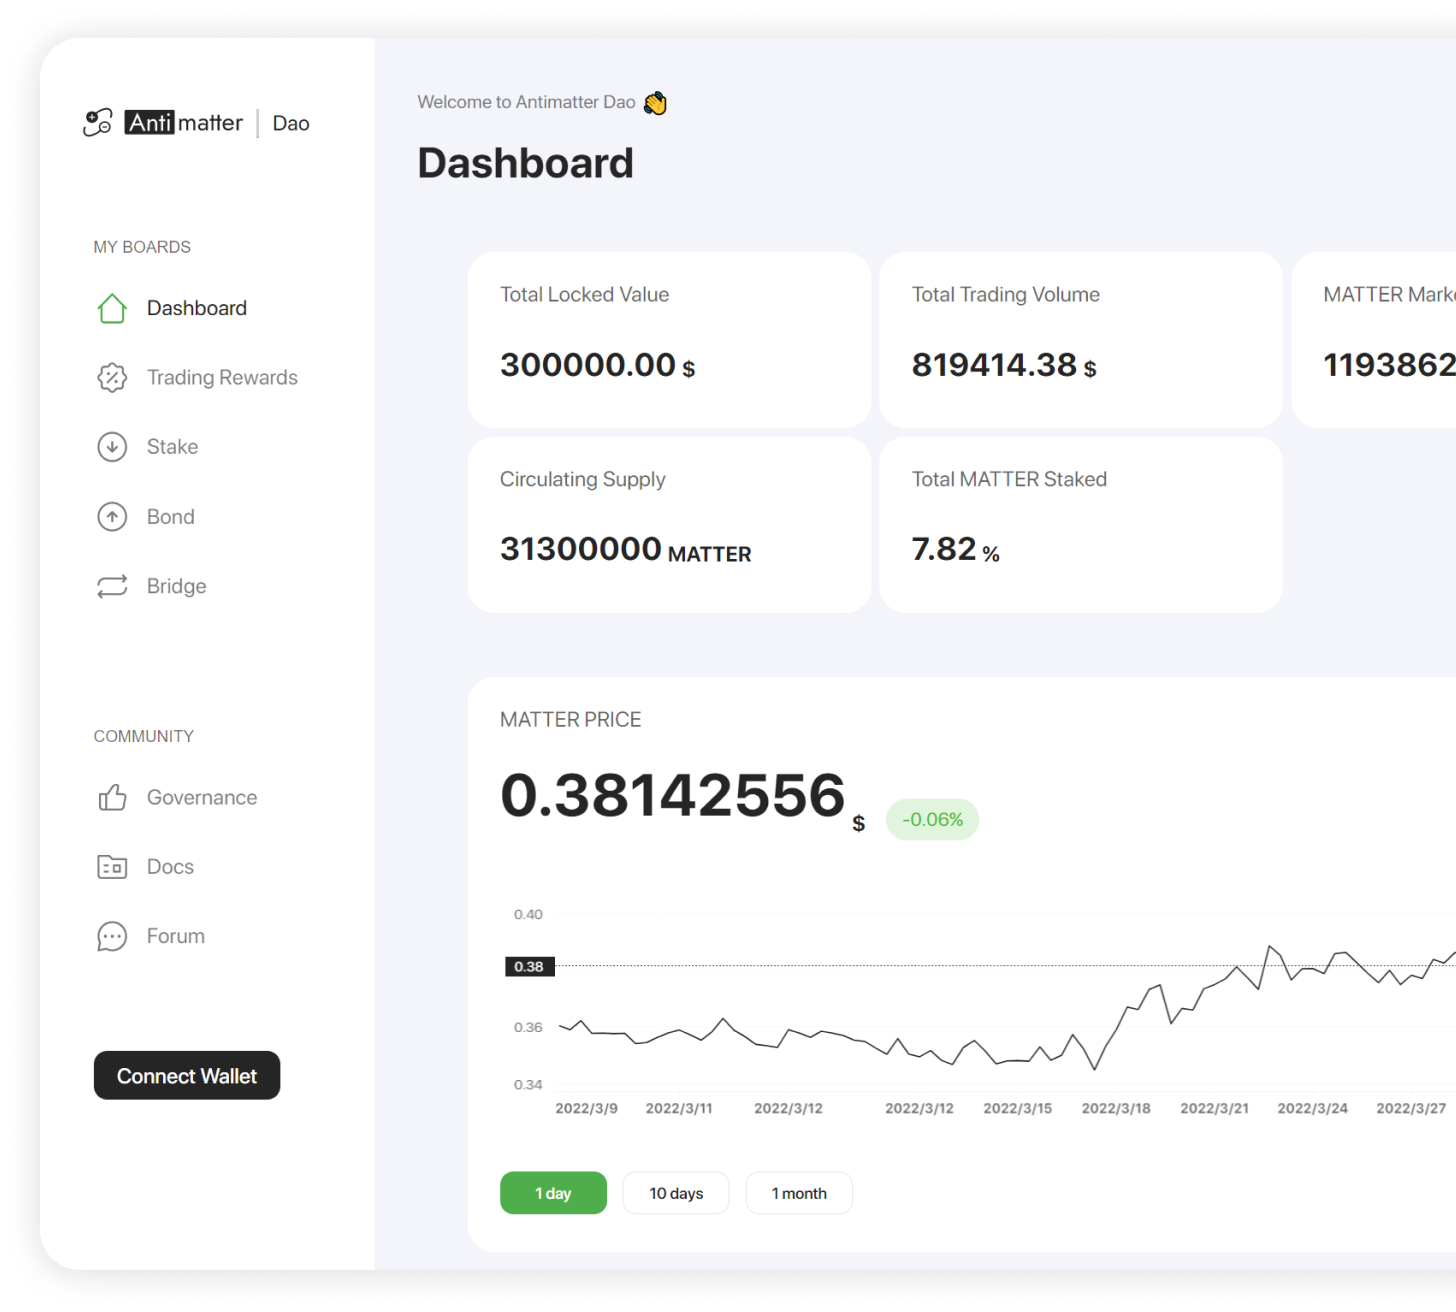 Antimatter | Dao
MY BOARDS
Dashboard
Trading Rewards
Stake
Bond
Bridge
COMMUNITY
Governance
Docs
Forum
Connect Wallet
Welcome to Antimatter Dao 👋
Dashboard
Total Locked Value
300000.00 $
Total Trading Volume
819414.38 $
MATTER Mark
1193862
Circulating Supply
31300000 MATTER
Total MATTER Staked
7.82 %
MATTER PRICE
0.38142556 $ -0.06%
0.40
0.38
0.36
0.34
2022/3/9 2022/3/11 2022/3/12 2022/3/12 2022/3/15 2022/3/18 2022/3/21 2022/3/24 2022/3/27
1 day 10 days 1 month